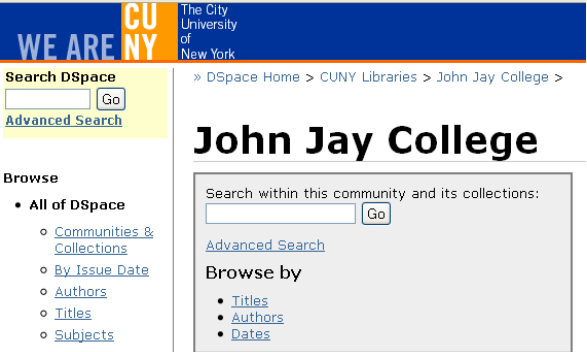 WE ARE CUNY
The City
University
of
New York
Search DSpace
Go
Advanced Search
Browse
• All of DSpace
Communities &
Collections
By Issue Date
Authors
Titles
Subjects
» DSpace Home > CUNY Libraries > John Jay College >
John Jay College
Search within this community and its collections:
Go
Advanced Search
Browse by
• Titles
• Authors
• Dates